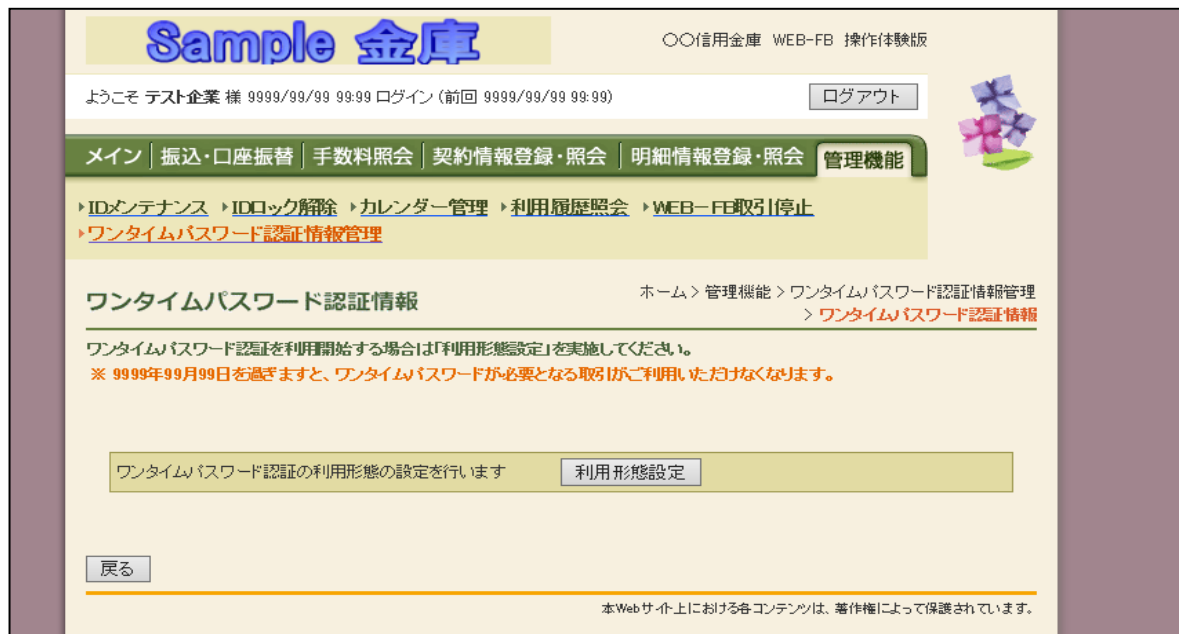 Sample 金庫
〇〇信用金庫 WEB-FB 操作体験版
ようこそ テスト企業 様 9999/99/99 99:99 ログイン (前回 9999/99/99 99:99)
ログアウト
メイン 振込・口座振替 手数料照会 契約情報登録・照会 明細情報登録・照会 管理機能
IDメンテナンス IDロック解除 カレンダー管理 利用履歴照会 WEB－FB取引停止
ワンタイムパスワード認証情報管理
ワンタイムパスワード認証情報
ホーム > 管理機能 > ワンタイムパスワード認証情報管理
> ワンタイムパスワード認証情報
ワンタイムパスワード認証を利用開始する場合は「利用形態設定」を実施してください。
※ 9999年99月99日を過ぎますと、ワンタイムパスワードが必要となる取引がご利用いただけなくなります。
ワンタイムパスワード認証の利用形態の設定を行います
利用形態設定
戻る
本Webサイト上における各コンテンツは、著作権によって保護されています。